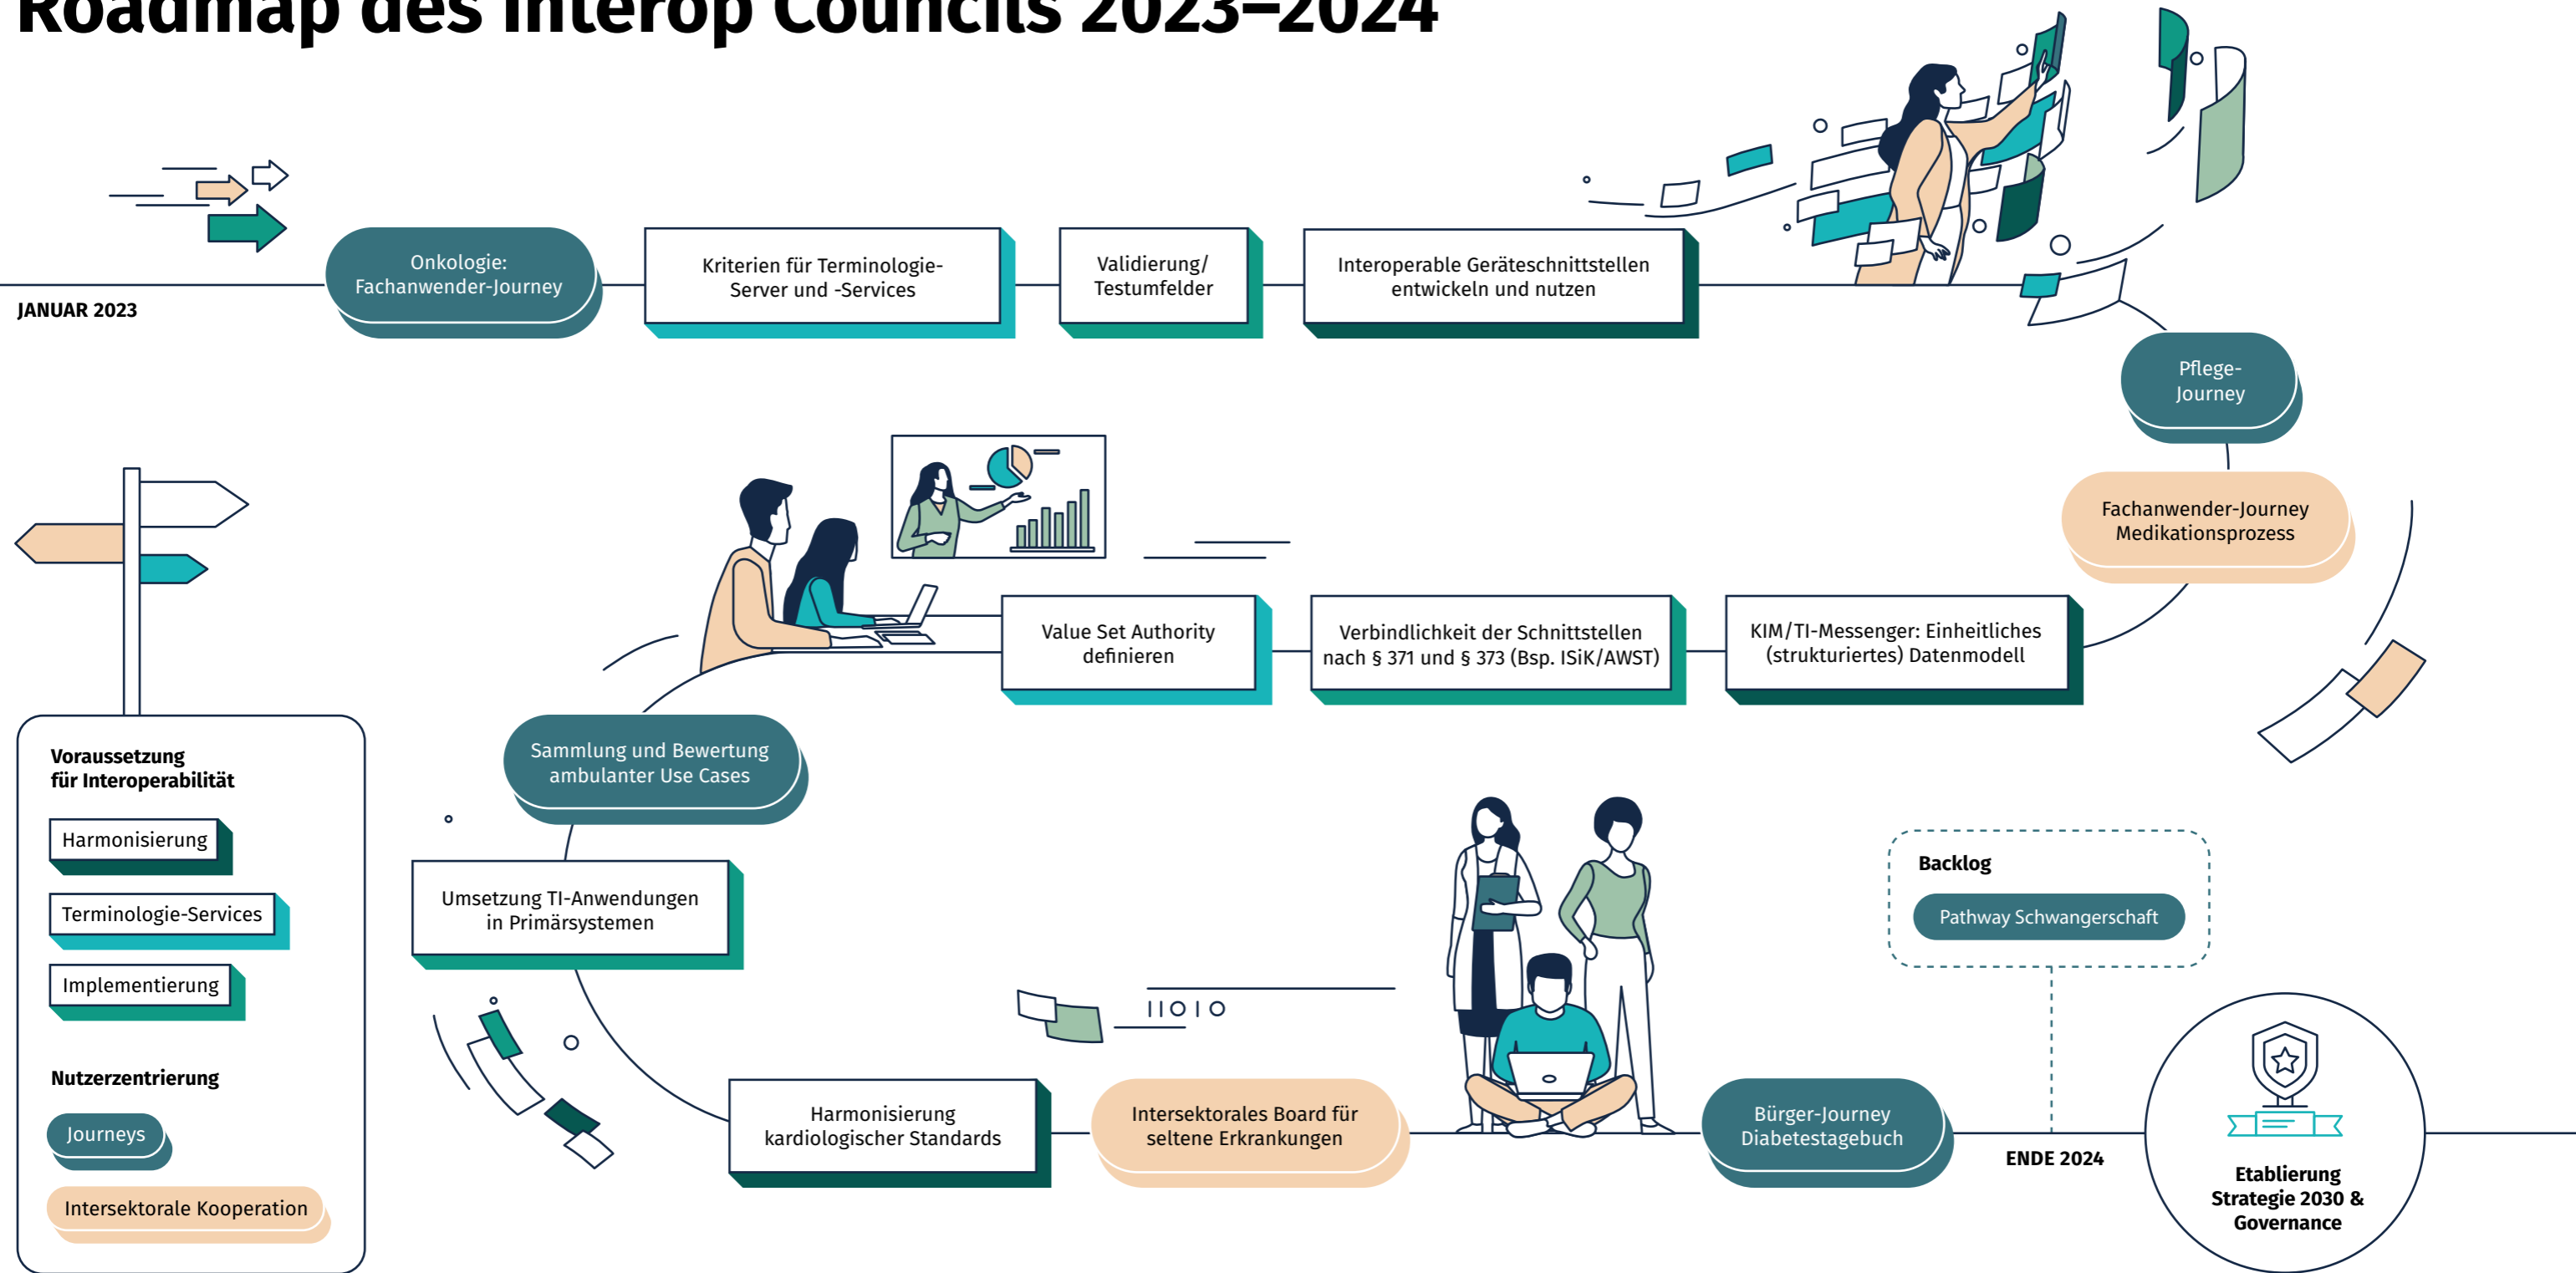 Roadmap des Interop Councils 2023–2024
JANUAR 2023
Onkologie:
Fachanwender-Journey
Kriterien für Terminologie-
Server und -Services
Validierung/
Testumfelder
Interoperable Geräteschnittstellen
entwickeln und nutzen
Pflege-
Journey
Fachanwender-Journey
Medikationsprozess
KIM/TI-Messenger: Einheitliches
(strukturiertes) Datenmodell
Verbindlichkeit der Schnittstellen
nach § 371 und § 373 (Bsp. ISiK/AWST)
Value Set Authority
definieren
Sammlung und Bewertung
ambulanter Use Cases
Umsetzung TI-Anwendungen
in Primärsystemen
Harmonisierung
kardiologischer Standards
IIOIO
Intersektorales Board für
seltene Erkrankungen
Bürger-Journey
Diabetestagebuch
Backlog
Pathway Schwangerschaft
ENDE 2024
Etablierung
Strategie 2030 &
Governance
Voraussetzung
für Interoperabilität
Harmonisierung
Terminologie-Services
Implementierung
Nutzerzentrierung
Journeys
Intersektorale Kooperation